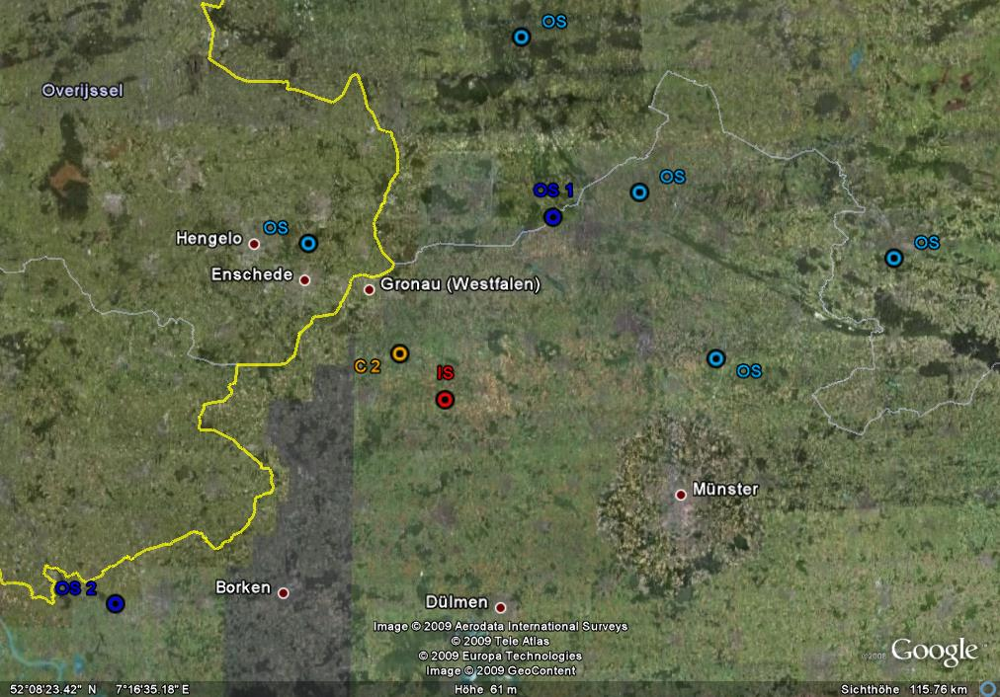 OS
Overijssel
OS
OS 1
Hengelo
OS
OS
Enschede
Gronau (Westfalen)
C 2
IS
OS
Münster
OS 2
Borken
Dülmen
Image © 2009 Aerodata International Surveys
© 2009 Tele Atlas
© 2009 Europa Technologies
Image © 2009 GeoContent
©2008 Google™
52°08'23.42" N 7°16'35.18" E
Höhe 61 m
Sichthöhe 115.76 km